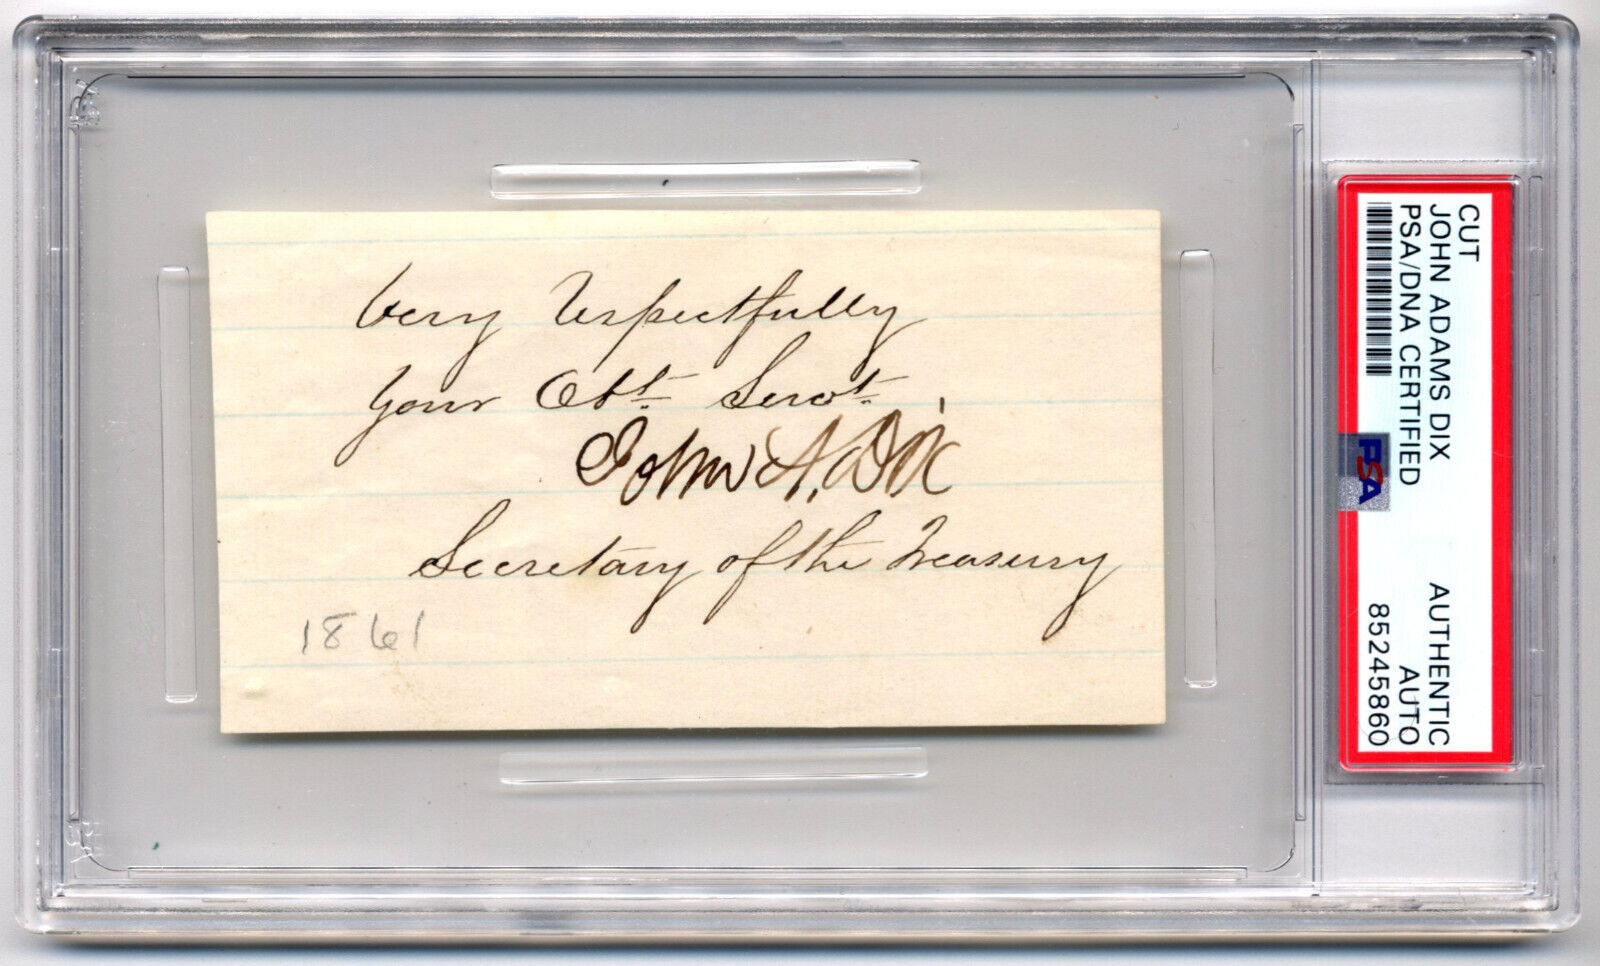 Very respectfully
Your Obt. Servt.
John A. Dix
Secretary of the Treasury
1861
CUT
JOHN ADAMS DIX
PSA/DNA CERTIFIED
AUTHENTIC
AUTO
85245860
PSA